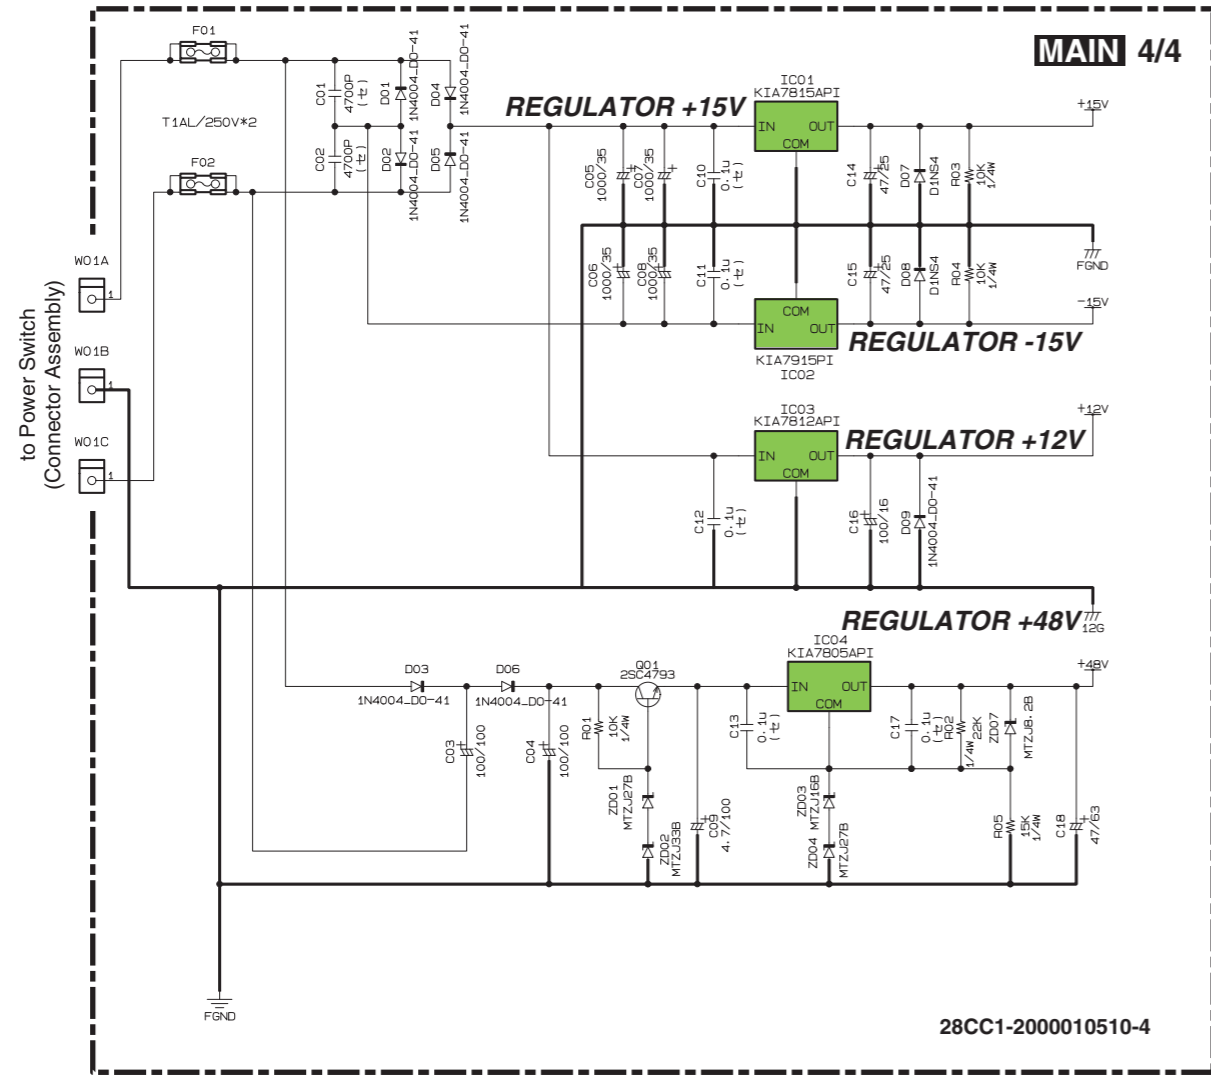 MAIN 4/4
F01
T1AL/250V*2
F02
C01
4700P
(セ)
D01
1N4004_DO-41
D04
1N4004_DO-41
C02
4700P
(セ)
D02
1N4004_DO-41
D05
1N4004_DO-41
REGULATOR +15V
IC01
KIA7815API
IN
OUT
COM
+15V
C05
1000/35
C07
1000/35
C10
0.1u
(セ)
C14
47/25
D07
D1NS4
R03
10K
1/4W
FGND
C06
1000/35
C08
1000/35
C11
0.1u
(セ)
COM
IN
OUT
KIA7915PI
IC02
C15
47/25
D08
D1NS4
R04
10K
1/4W
-15V
REGULATOR -15V
to Power Switch
(Connector Assembly)
W01A
1
W01B
1
W01C
1
IC03
KIA7812API
IN
OUT
COM
REGULATOR +12V
+12V
C12
0.1u
(セ)
C16
100/16
D09
1N4004_DO-41
12G
REGULATOR +48V
IC04
KIA7805API
IN
OUT
COM
+48V
D03
1N4004_DO-41
D06
1N4004_DO-41
Q01
2SC4793
C03
100/100
C04
100/100
R01
10K
1/4W
ZD01
MTZJ27B
ZD02
MTZJ33B
C09
4.7/100
C13
0.1u
(セ)
ZD03
MTZJ16B
ZD04
MTZJ27B
C17
0.1u
(セ)
R02
22K
1/4W
ZD07
MTZJ8.2B
R05
15K
1/4W
C18
47/63
FGND
28CC1-2000010510-4